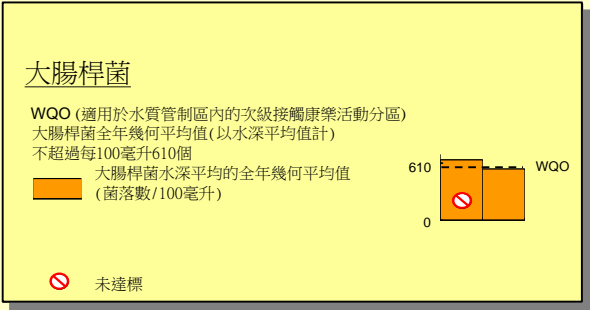 大腸桿菌
WQO (適用於水質管制區內的次級接觸康樂活動分區)
大腸桿菌全年幾何平均值(以水深平均值計)
不超過每100毫升610個
大腸桿菌水深平均的全年幾何平均值
(菌落數/100毫升)
610
WQO
0
未達標